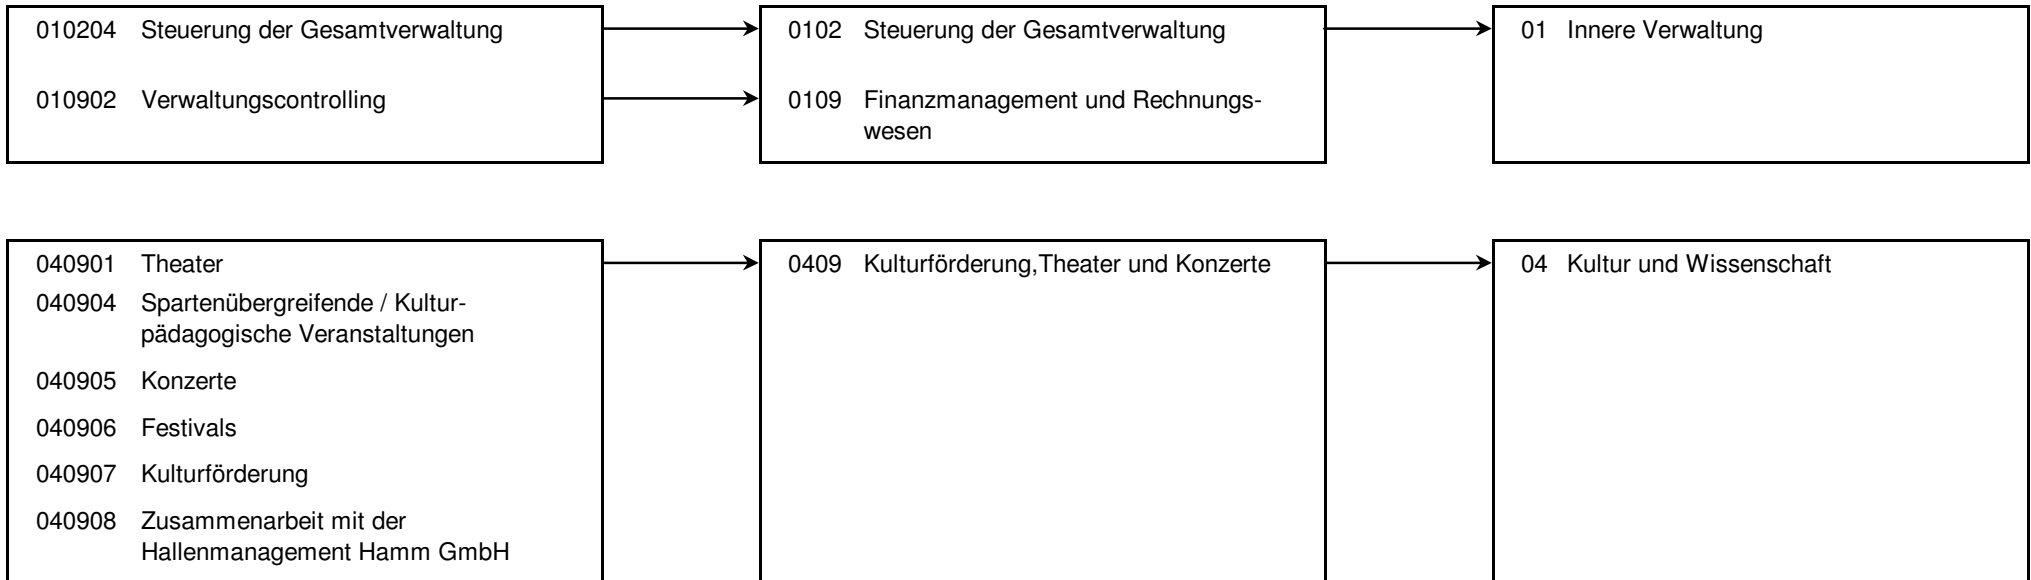 010204 Steuerung der Gesamtverwaltung 0102 Steuerung der Gesamtverwaltung 01 Innere Verwaltung
010902 Verwaltungscontrolling 0109 Finanzmanagement und Rechnungs-
wesen
040901 Theater 0409 Kulturförderung,Theater und Konzerte 04 Kultur und Wissenschaft
040904 Spartenübergreifende / Kultur-
pädagogische Veranstaltungen
040905 Konzerte
040906 Festivals
040907 Kulturförderung
040908 Zusammenarbeit mit der
Hallenmanagement Hamm GmbH